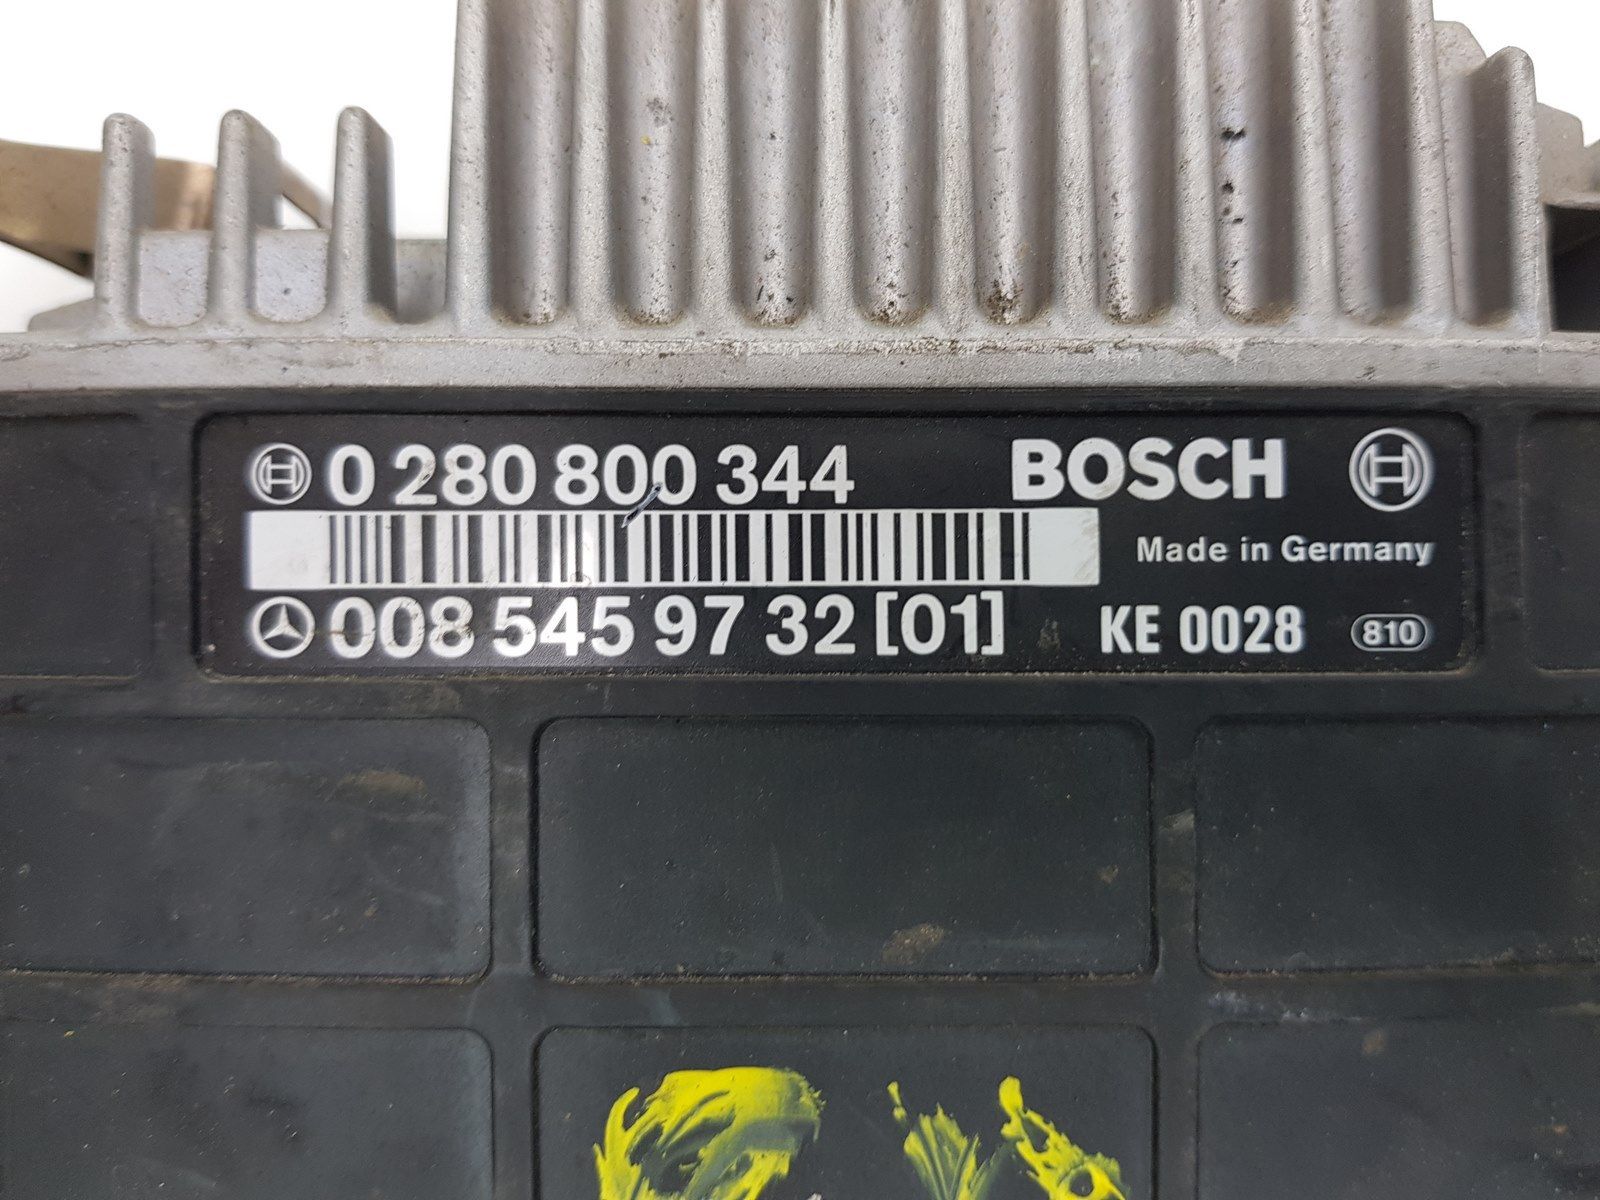 0 280 800 344 BOSCH
Made in Germany
008 545 97 32 [01] KE 0028 810